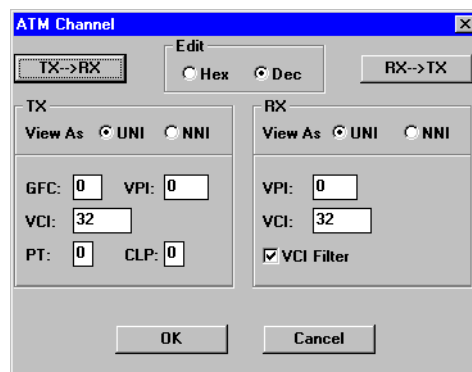 ATM Channel
Edit
TX-->RX
Hex Dec
RX-->TX
TX
View As UNI NNI
GFC: 0 VPI: 0
VCI: 32
PT: 0 CLP: 0
RX
View As UNI NNI
VPI: 0
VCI: 32
VCI Filter
OK
Cancel